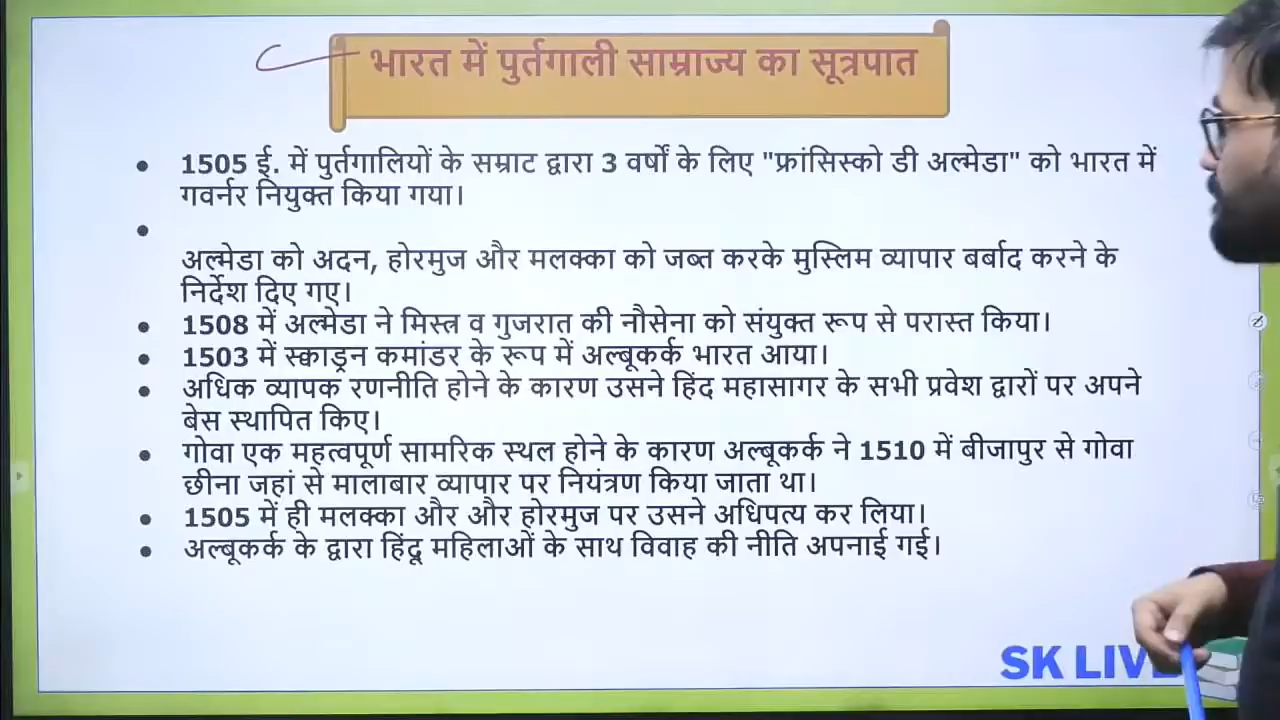 भारत में पुर्तगाली साम्राज्य का सूत्रपात
1505 ई. में पुर्तगालियों के सम्राट द्वारा 3 वर्षों के लिए "फ्रांसिस्को डी अल्मेडा" को भारत में
गवर्नर नियुक्त किया गया।
अल्मेडा को अदन, होरमुज और मलक्का को जब्त करके मुस्लिम व्यापार बर्बाद करने के
निर्देश दिए गए।
1508 में अल्मेडा ने मिस्त्र व गुजरात की नौसेना को संयुक्त रूप से परास्त किया।
1503 में स्क्वाड्रन कमांडर के रूप में अल्बूकर्क भारत आया।
अधिक व्यापक रणनीति होने के कारण उसने हिंद महासागर के सभी प्रवेश द्वारों पर अपने
बेस स्थापित किए।
गोवा एक महत्वपूर्ण सामरिक स्थल होने के कारण अल्बूकर्क ने 1510 में बीजापुर से गोवा
छीना जहां से मालाबार व्यापार पर नियंत्रण किया जाता था।
1505 में ही मलक्का और और होरमुज पर उसने अधिपत्य कर लिया।
अल्बूकर्क के द्वारा हिंदू महिलाओं के साथ विवाह की नीति अपनाई गई।
SK LIVE